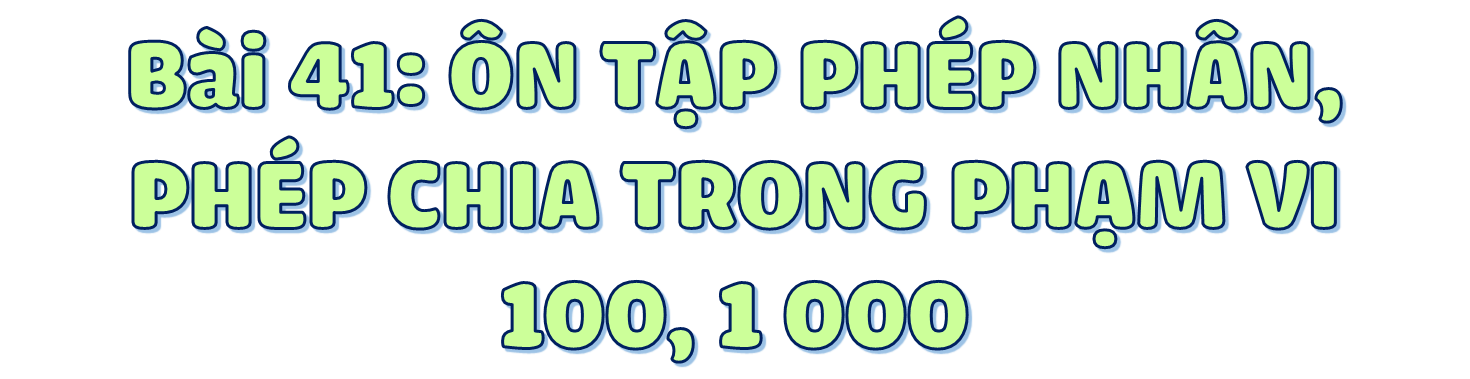 Bài 41: ÔN TẬP PHÉP NHÂN,
PHÉP CHIA TRONG PHẠM VI
100, 1 000